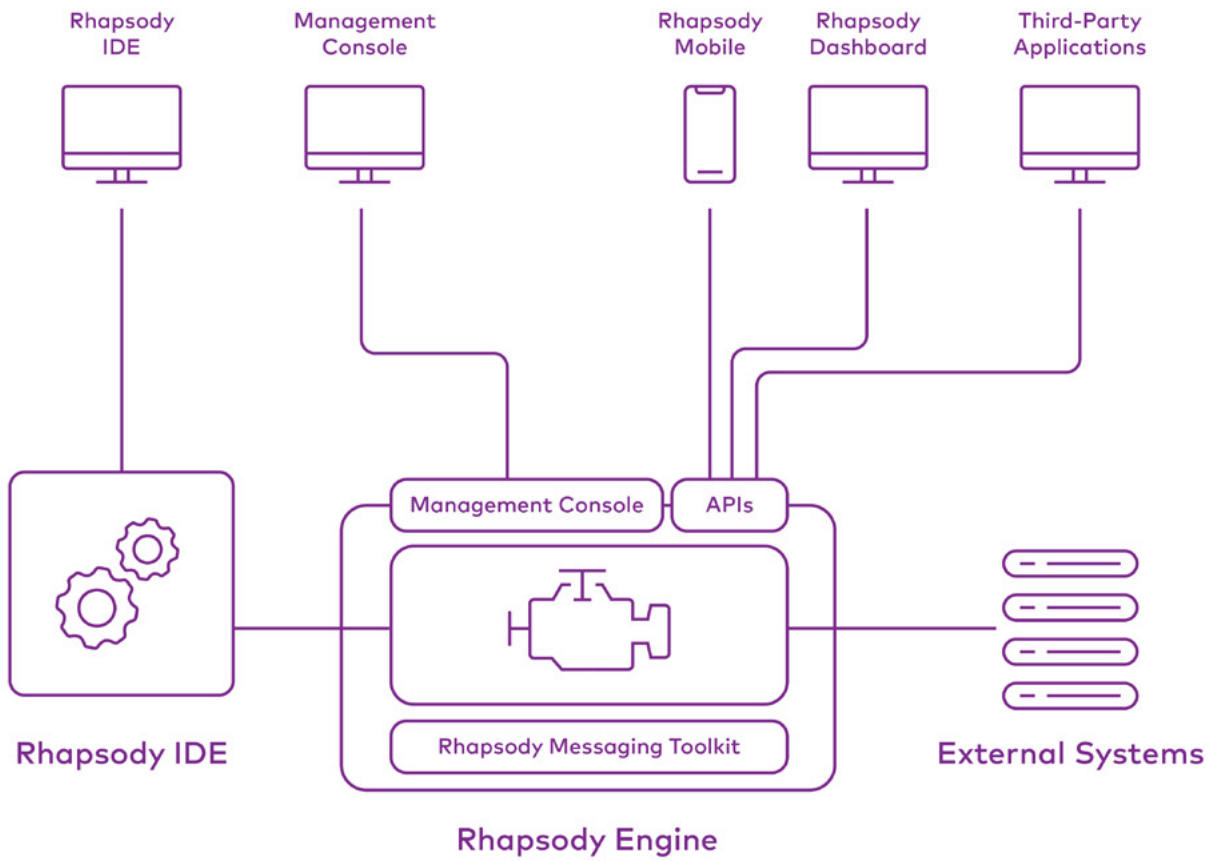 Rhapsody
IDE
Management
Console
Rhapsody
Mobile
Rhapsody
Dashboard
Third-Party
Applications
Management Console
APIs
Rhapsody Messaging Toolkit
Rhapsody IDE
External Systems
Rhapsody Engine